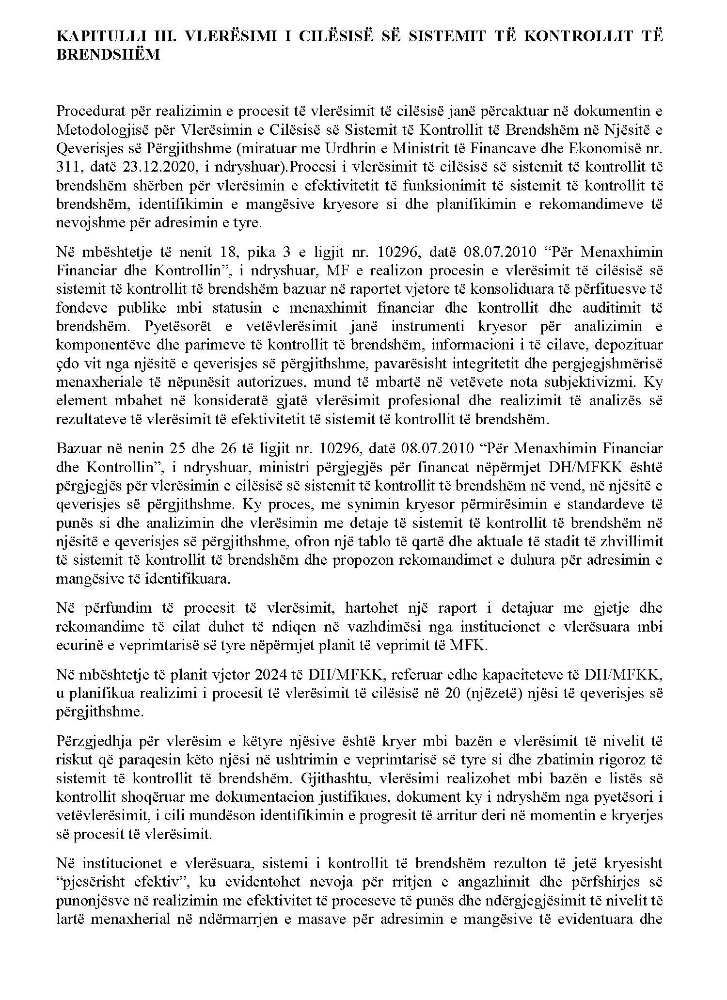 KAPITULLI III. VLERËSIMI I CILËSISË SË SISTEMIT TË KONTROLLIT TË
BRENDSHËM
Procedurat për realizimin e procesit të vlerësimit të cilësisë janë përcaktuar në dokumentin e
Metodologjisë për Vlerësimin e Cilësisë së Sistemit të Kontrollit të Brendshëm në Njësitë e
Qeverisjes së Përgjithshme (miratuar me Urdhrin e Ministrit të Financave dhe Ekonomisë nr.
311, datë 23.12.2020, i ndryshuar).Procesi i vlerësimit të cilësisë së sistemit të kontrollit të
brendshëm shërben për vlerësimin e efektivitetit të funksionimit të sistemit të kontrollit të
brendshëm, identifikimin e mangësive kryesore si dhe planifikimin e rekomandimeve të
nevojshme për adresimin e tyre.
Në mbështetje të nenit 18, pika 3 e ligjit nr. 10296, datë 08.07.2010 “Për Menaxhimin
Financiar dhe Kontrollin”, i ndryshuar, MF e realizon procesin e vlerësimit të cilësisë së
sistemit të kontrollit të brendshëm bazuar në raportet vjetore të konsoliduara të përfituesve të
fondeve publike mbi statusin e menaxhimit financiar dhe kontrollit dhe auditimit të
brendshëm. Pyetësorët e vetëvlerësimit janë instrumenti kryesor për analizimin e
komponentëve dhe parimeve të kontrollit të brendshëm, informacioni i të cilave, depozituar
çdo vit nga njësitë e qeverisjes së përgjithshme, pavarësisht integritetit dhe pergjegjshmërisë
menaxheriale të nëpunësit autorizues, mund të mbartë në vetëvete nota subjektivizmi. Ky
element mbahet në konsideratë gjatë vlerësimit profesional dhe realizimit të analizës së
rezultateve të vlerësimit të efektivitetit të sistemit të kontrollit të brendshëm.
Bazuar në nenin 25 dhe 26 të ligjit nr. 10296, datë 08.07.2010 “Për Menaxhimin Financiar
dhe Kontrollin”, i ndryshuar, ministri përgjegjës për financat nëpërmjet DH/MFKK është
përgjegjës për vlerësimin e cilësisë së sistemit të kontrollit të brendshëm në vend, në njësitë e
qeverisjes së përgjithshme. Ky proces, me synimin kryesor përmirësimin e standardeve të
punës si dhe analizimin dhe vlerësimin me detaje të sistemit të kontrollit të brendshëm në
njësitë e qeverisjes së përgjithshme, ofron një tablo të qartë dhe aktuale të stadit të zhvillimit
të sistemit të kontrollit të brendshëm dhe propozon rekomandimet e duhura për adresimin e
mangësive të identifikuara.
Në përfundim të procesit të vlerësimit, hartohet një raport i detajuar me gjetje dhe
rekomandime të cilat duhet të ndiqen në vazhdimësi nga institucionet e vlerësuara mbi
ecurinë e veprimtarisë së tyre nëpërmjet planit të veprimit të MFK.
Në mbështetje të planit vjetor 2024 të DH/MFKK, referuar edhe kapaciteteve të DH/MFKK,
u planifikua realizimi i procesit të vlerësimit të cilësisë në 20 (njëzetë) njësi të qeverisjes së
përgjithshme.
Përzgjedhja për vlerësim e këtyre njësive është kryer mbi bazën e vlerësimit të nivelit të
riskut që paraqesin këto njësi në ushtrimin e veprimtarisë së tyre si dhe zbatimin rigoroz të
sistemit të kontrollit të brendshëm. Gjithashtu, vlerësimi realizohet mbi bazën e listës së
kontrollit shoqëruar me dokumentacion justifikues, dokument ky i ndryshëm nga pyetësori i
vetëvlerësimit, i cili mundëson identifikimin e progresit të arritur deri në momentin e kryerjes
së procesit të vlerësimit.
Në institucionet e vlerësuara, sistemi i kontrollit të brendshëm rezulton të jetë kryesisht
“pjesërisht efektiv”, ku evidentohet nevoja për rritjen e angazhimit dhe përfshirjes së
punonjësve në realizimin me efektivitet të proceseve të punës dhe ndërgjegjësimit të nivelit të
lartë menaxherial në ndërmarrjen e masave për adresimin e mangësive të evidentuara dhe